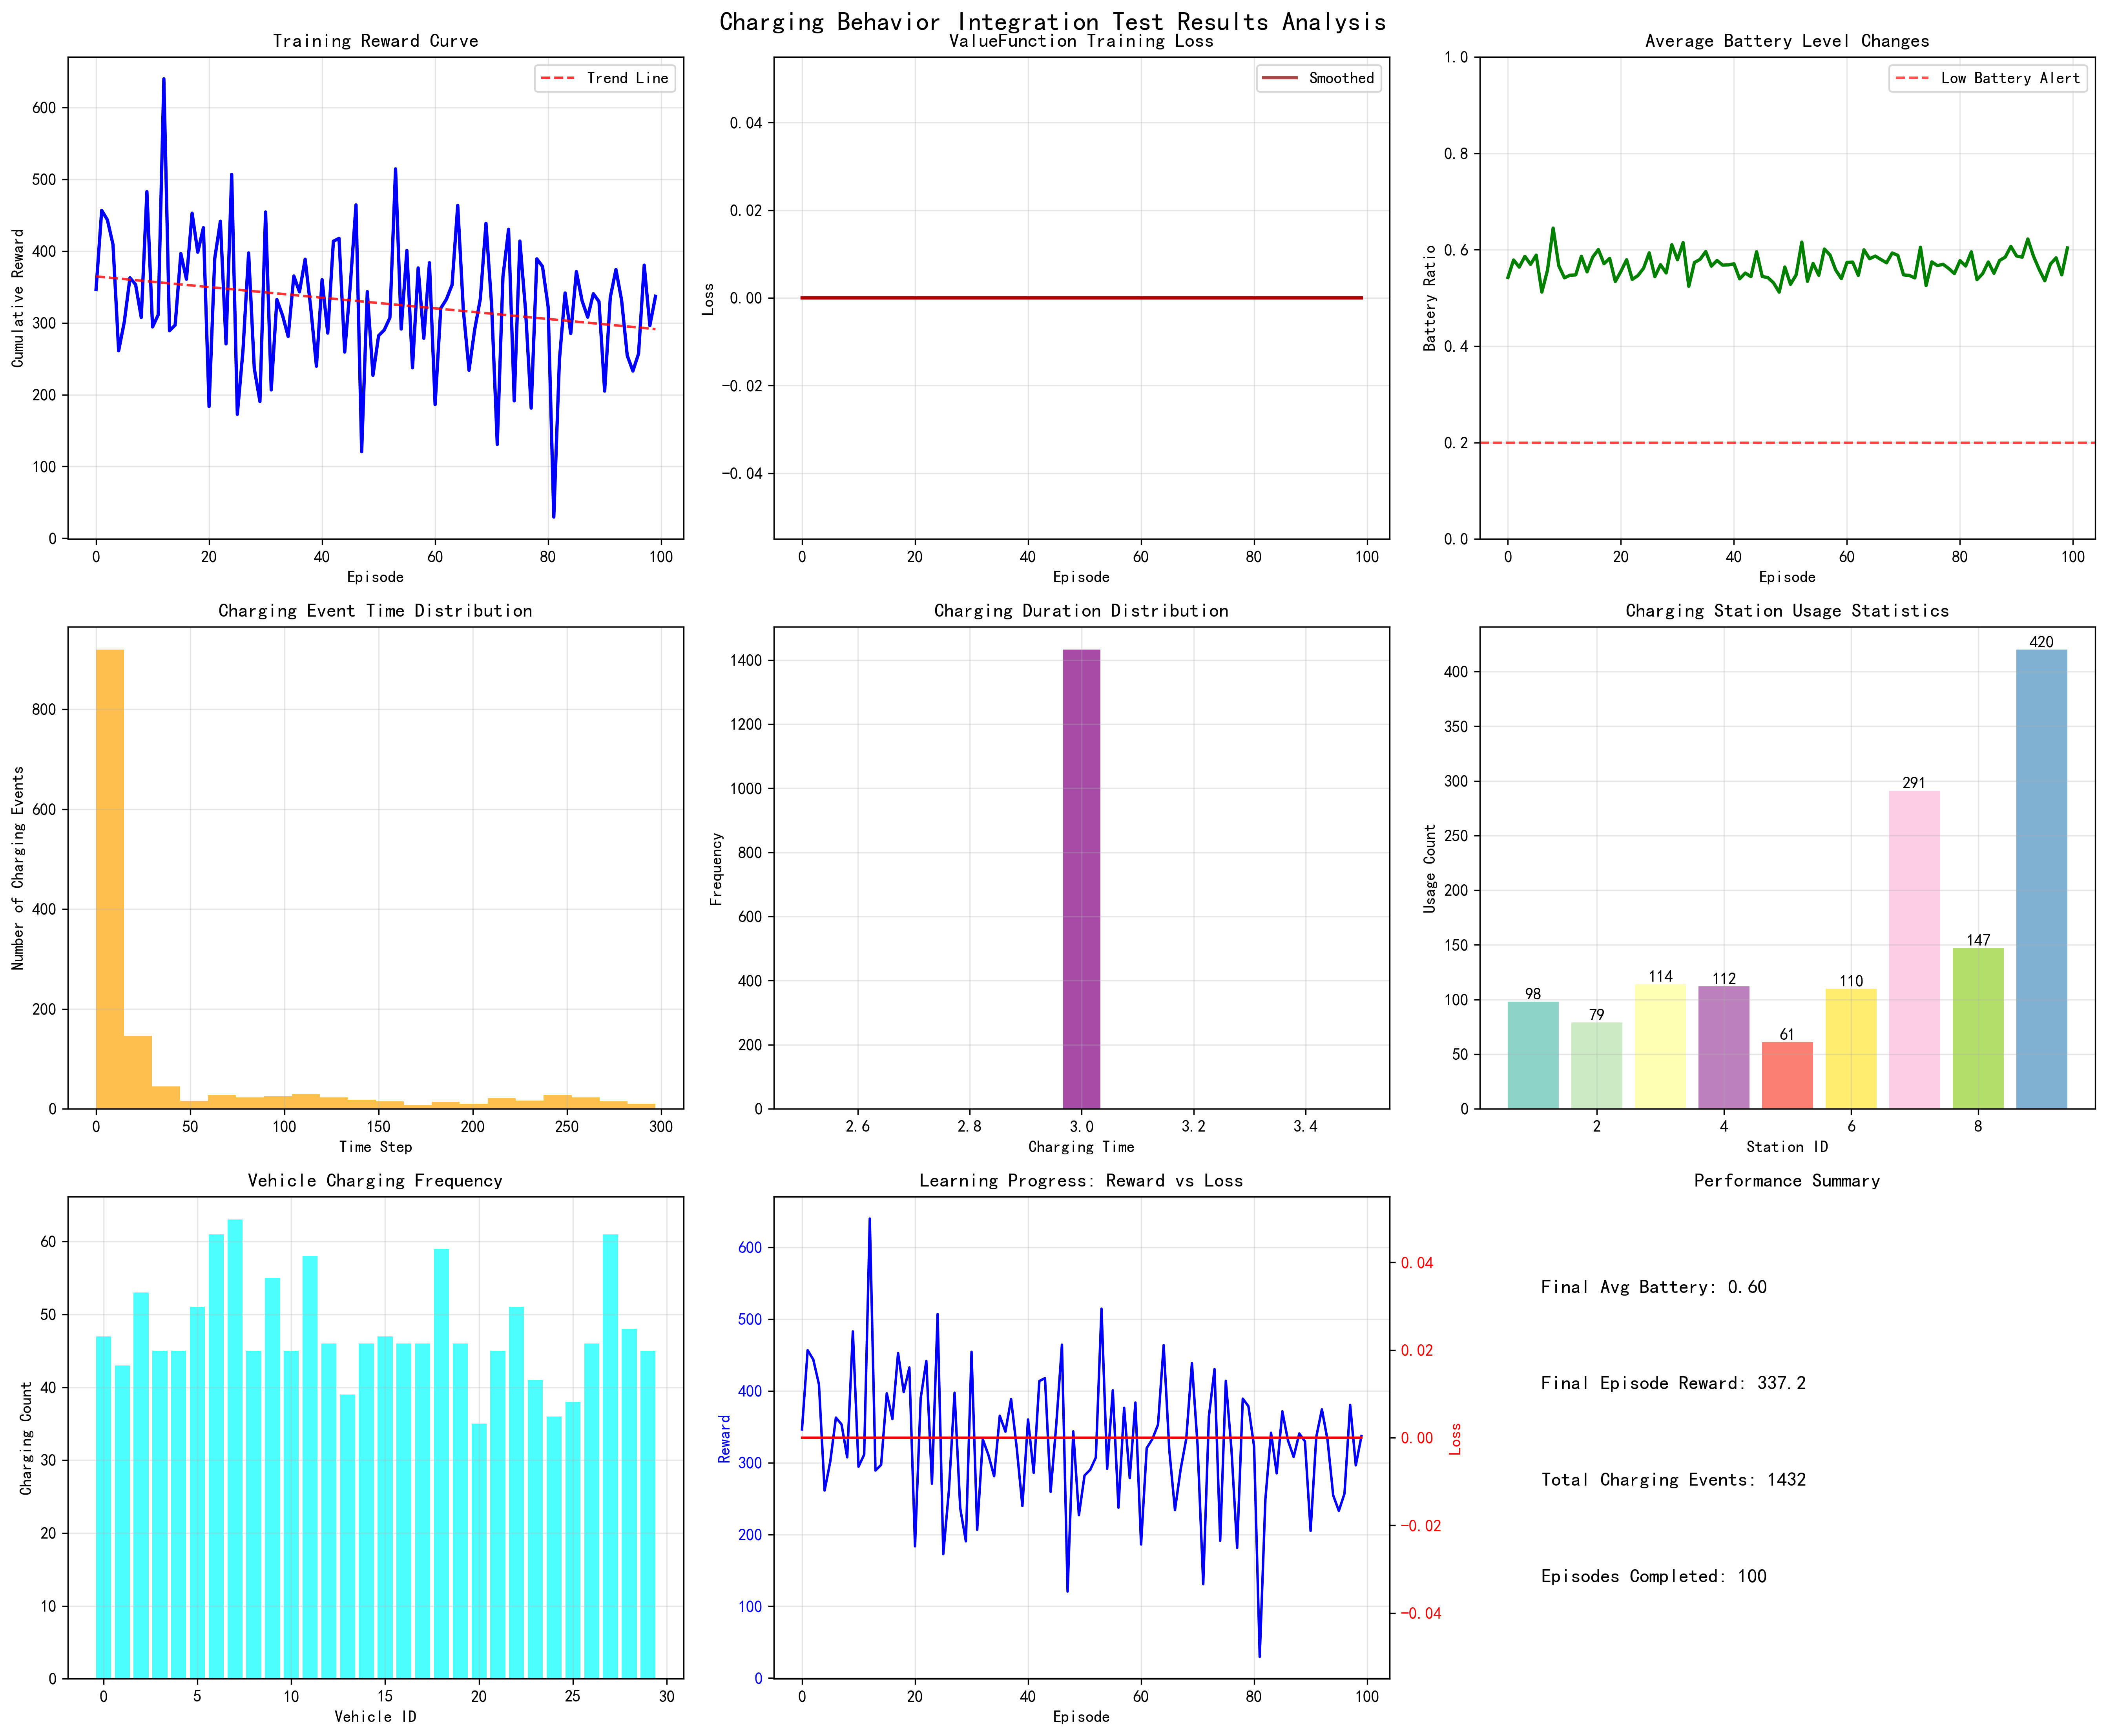 Charging Behavior Integration Test Results Analysis
Training Reward Curve
Trend Line
Cumulative Reward
600
500
400
300
200
100
0
0 20 40 60 80 100
Episode
ValueFunction Training Loss
Smoothed
Loss
0.04
0.02
0.00
−0.02
−0.04
0 20 40 60 80 100
Episode
Average Battery Level Changes
Low Battery Alert
Battery Ratio
1.0
0.8
0.6
0.4
0.2
0.0
0 20 40 60 80 100
Episode
Charging Event Time Distribution
Number of Charging Events
800
600
400
200
0
0 50 100 150 200 250 300
Time Step
Charging Duration Distribution
Frequency
1400
1200
1000
800
600
400
200
0
2.6 2.8 3.0 3.2 3.4
Charging Time
Charging Station Usage Statistics
Usage Count
400
350
300
250
200
150
100
50
0
98 79 114 112 61 110 291 147 420
2 4 6 8
Station ID
Vehicle Charging Frequency
Charging Count
60
50
40
30
20
10
0
0 5 10 15 20 25 30
Vehicle ID
Learning Progress: Reward vs Loss
Reward
600
500
400
300
200
100
0
0 20 40 60 80 100
Episode
Loss
0.04
0.02
0.00
−0.02
−0.04
Performance Summary
Final Avg Battery: 0.60
Final Episode Reward: 337.2
Total Charging Events: 1432
Episodes Completed: 100